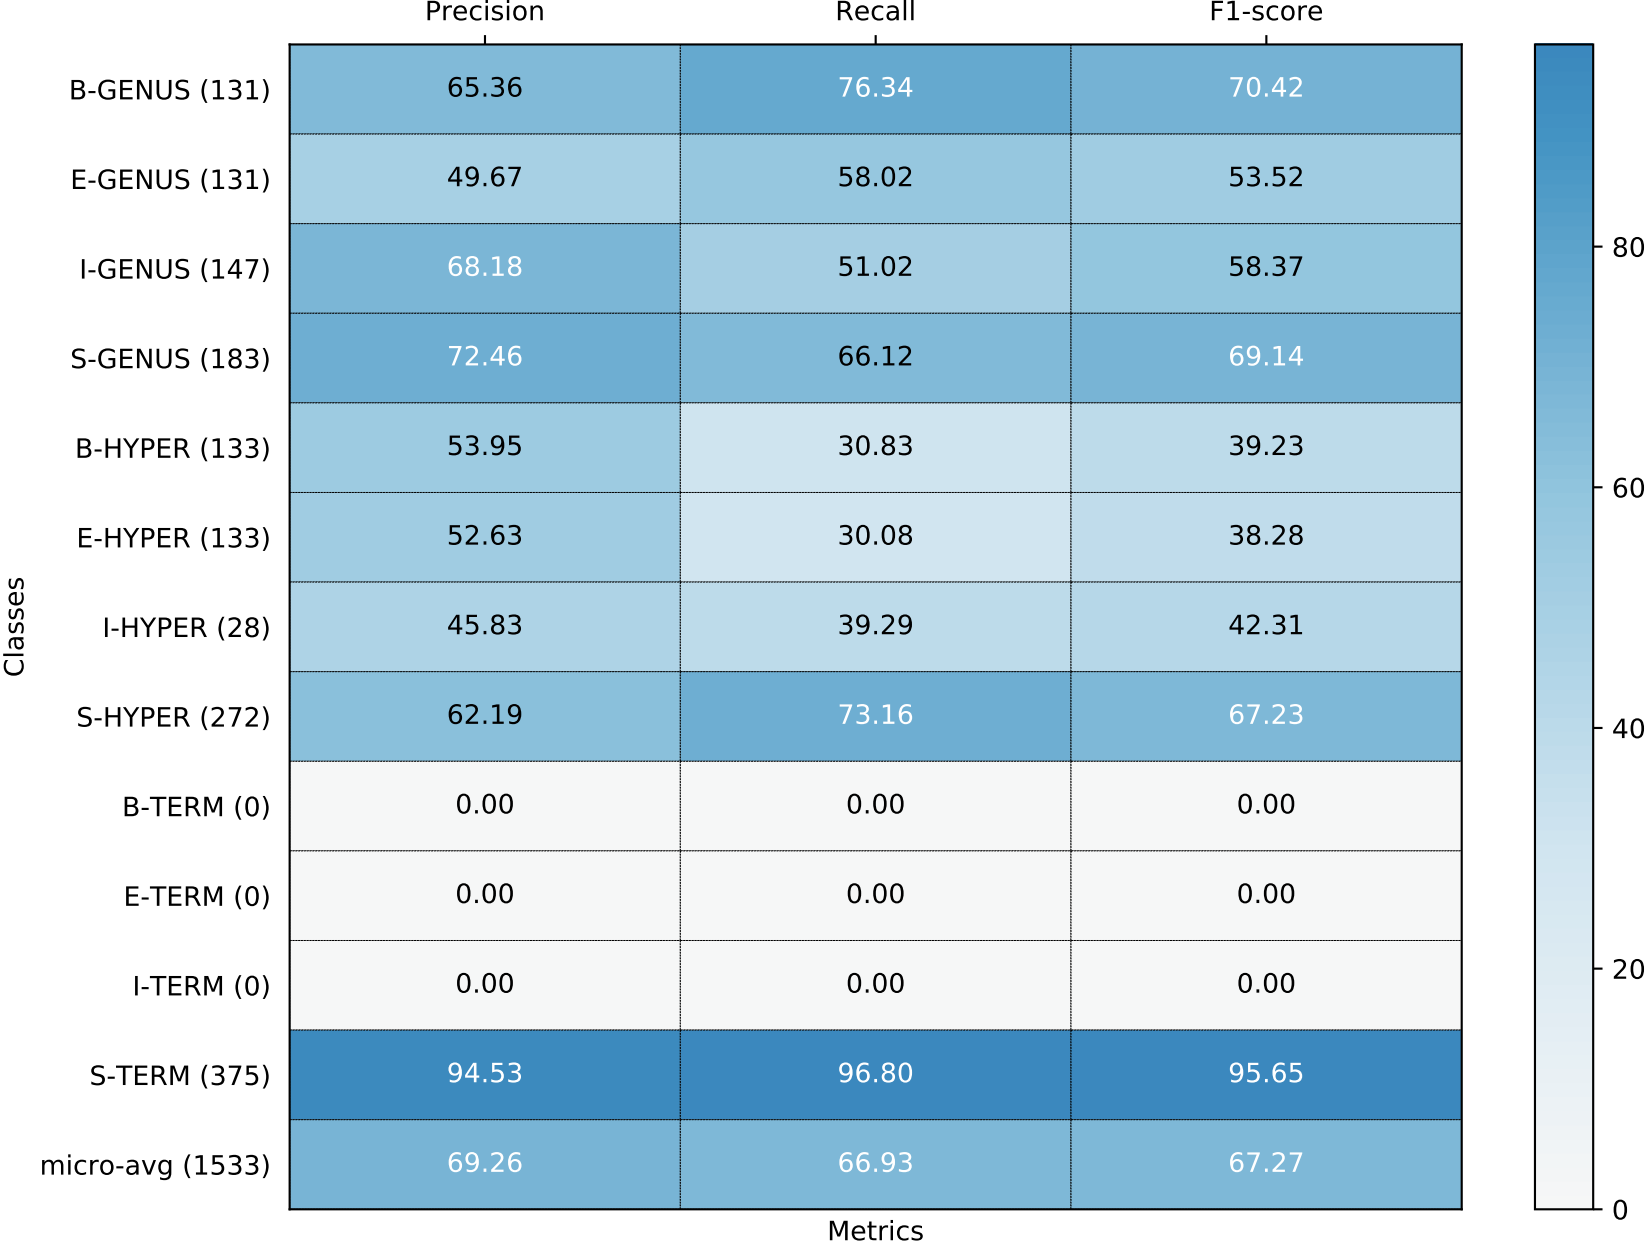 Precision Recall F1-score
B-GENUS (131) 65.36 76.34 70.42
E-GENUS (131) 49.67 58.02 53.52
I-GENUS (147) 68.18 51.02 58.37
S-GENUS (183) 72.46 66.12 69.14
B-HYPER (133) 53.95 30.83 39.23
E-HYPER (133) 52.63 30.08 38.28
I-HYPER (28) 45.83 39.29 42.31
S-HYPER (272) 62.19 73.16 67.23
B-TERM (0) 0.00 0.00 0.00
E-TERM (0) 0.00 0.00 0.00
I-TERM (0) 0.00 0.00 0.00
S-TERM (375) 94.53 96.80 95.65
micro-avg (1533) 69.26 66.93 67.27
Classes
Metrics
80
60
40
20
0